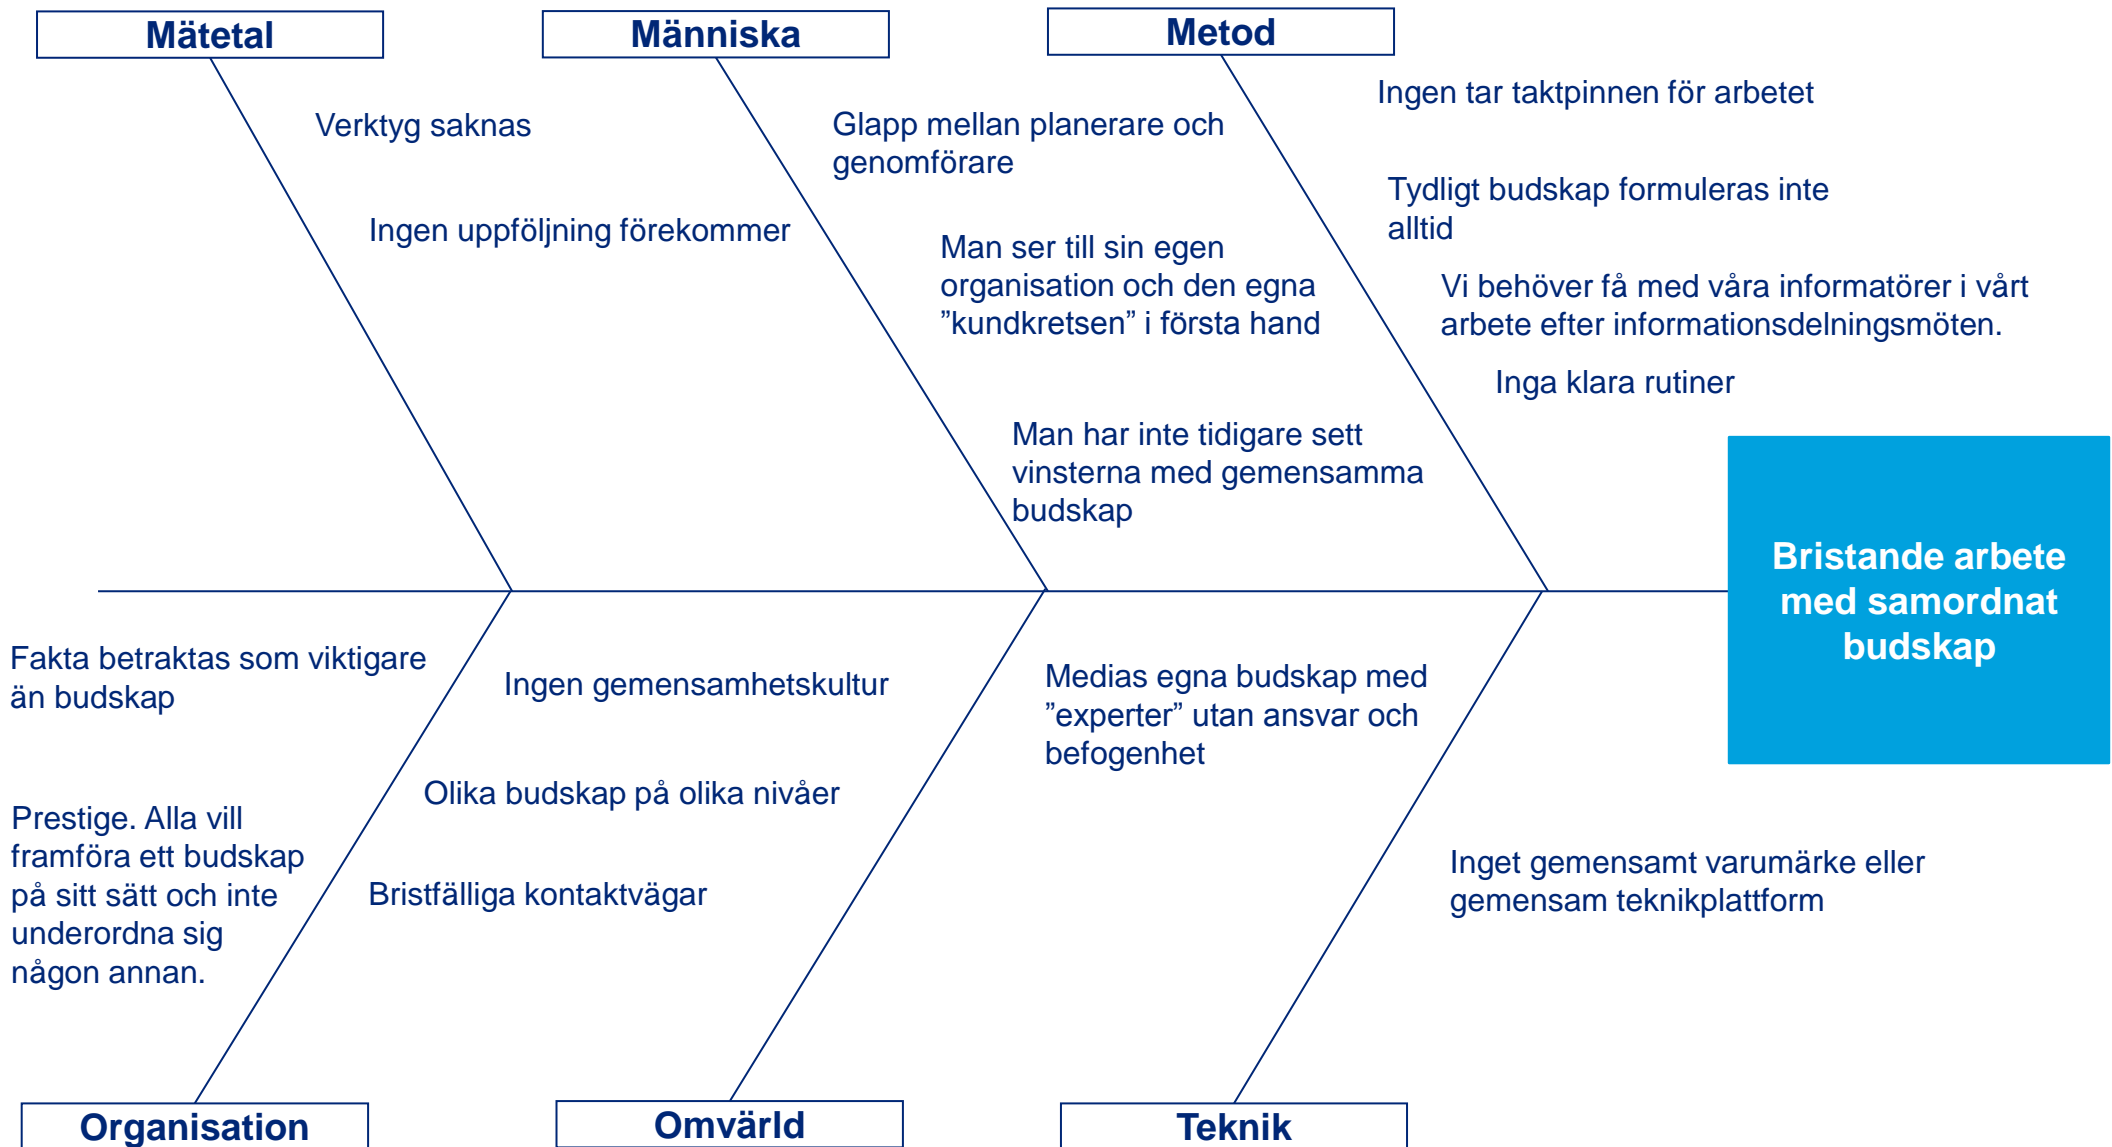 Mätetal
Människa
Metod
Verktyg saknas
Ingen uppföljning förekommer
Glapp mellan planerare och
genomförare
Man ser till sin egen
organisation och den egna
”kundkretsen” i första hand
Man har inte tidigare sett
vinsterna med gemensamma
budskap
Ingen tar taktpinnen för arbetet
Tydligt budskap formuleras inte
alltid
Vi behöver få med våra informatörer i vårt
arbete efter informationsdelningsmöten.
Inga klara rutiner
Bristande arbete
med samordnat
budskap
Fakta betraktas som viktigare
än budskap
Prestige. Alla vill
framföra ett budskap
på sitt sätt och inte
underordna sig
någon annan.
Ingen gemensamhetskultur
Olika budskap på olika nivåer
Bristfälliga kontaktvägar
Medias egna budskap med
”experter” utan ansvar och
befogenhet
Inget gemensamt varumärke eller
gemensam teknikplattform
Organisation
Omvärld
Teknik